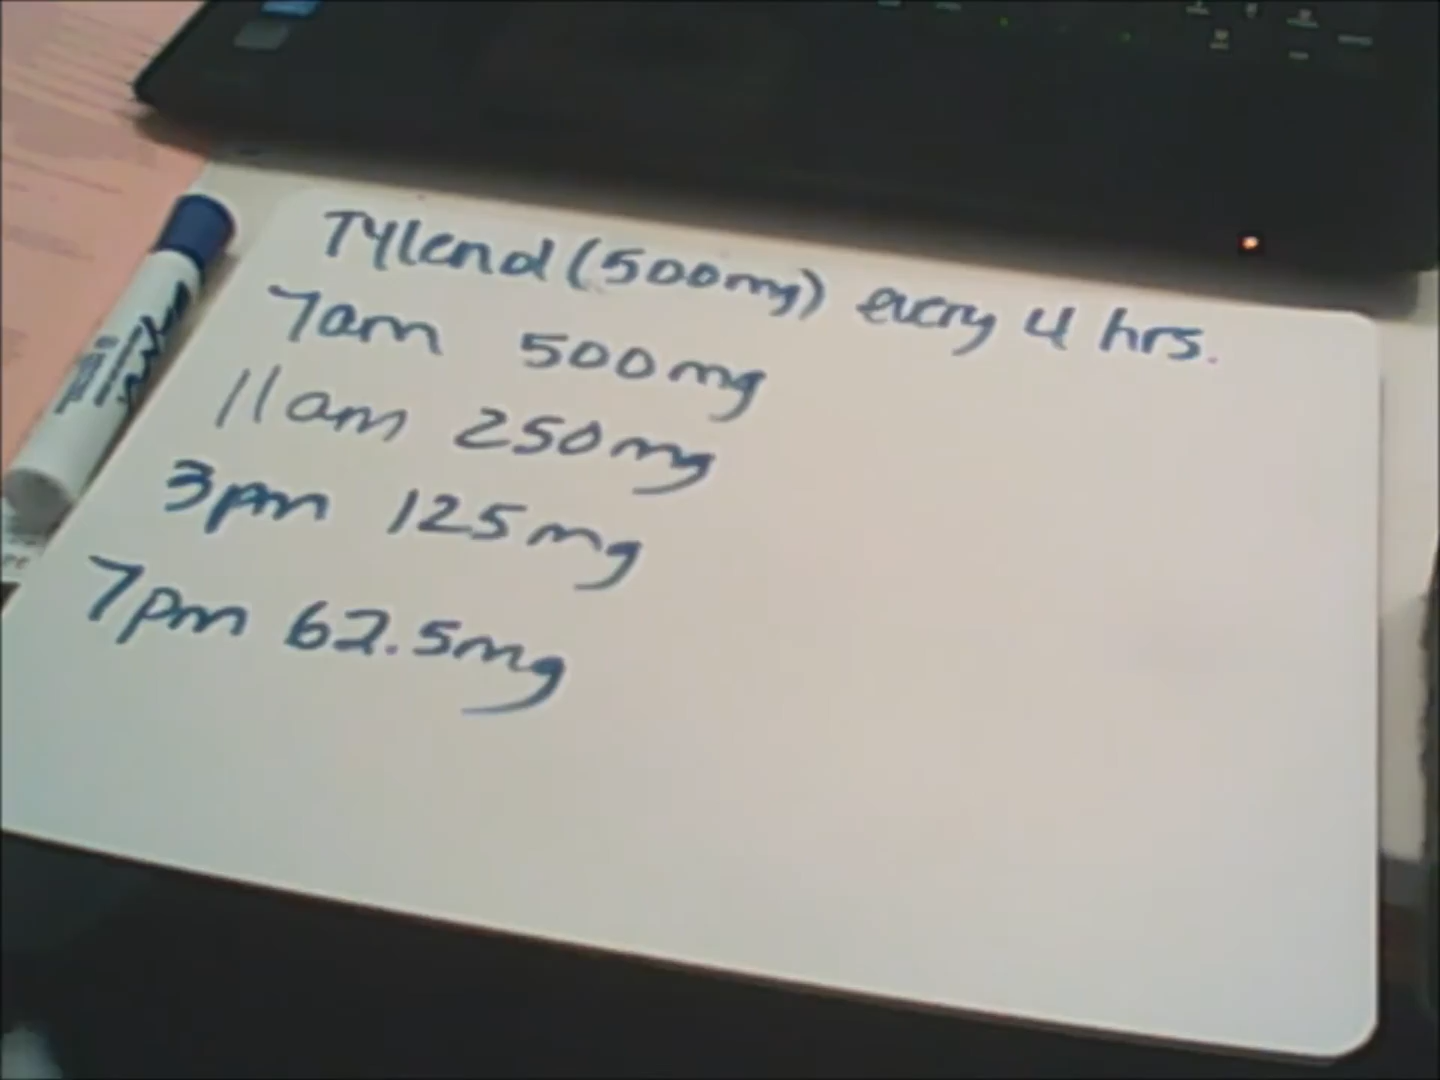 Tylenol (500mg) every 4 hrs.
7am 500mg
11am 250mg
3pm 125mg
7pm 62.5mg